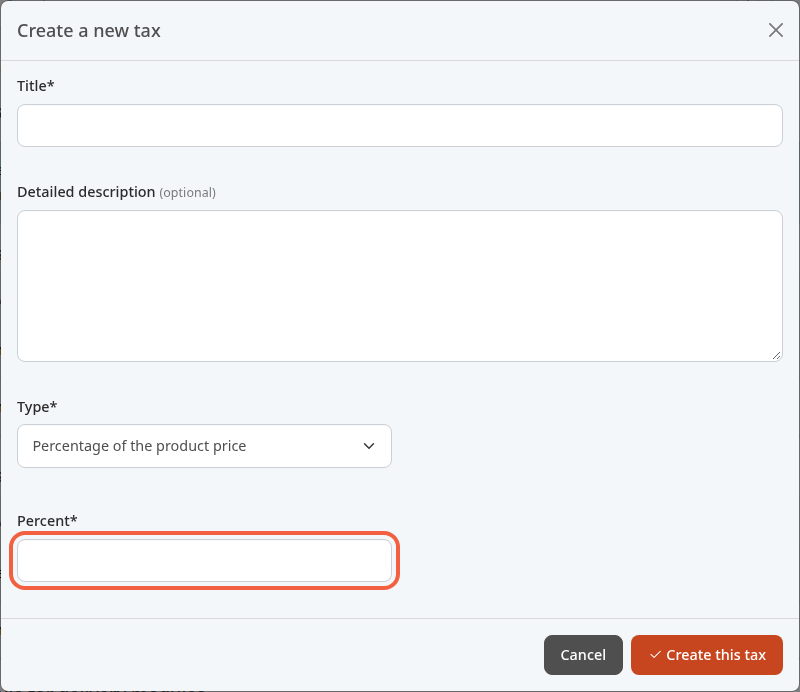 Create a new tax
Title*
Detailed description (optional)
Type*
Percentage of the product price
Percent*
Cancel
Create this tax